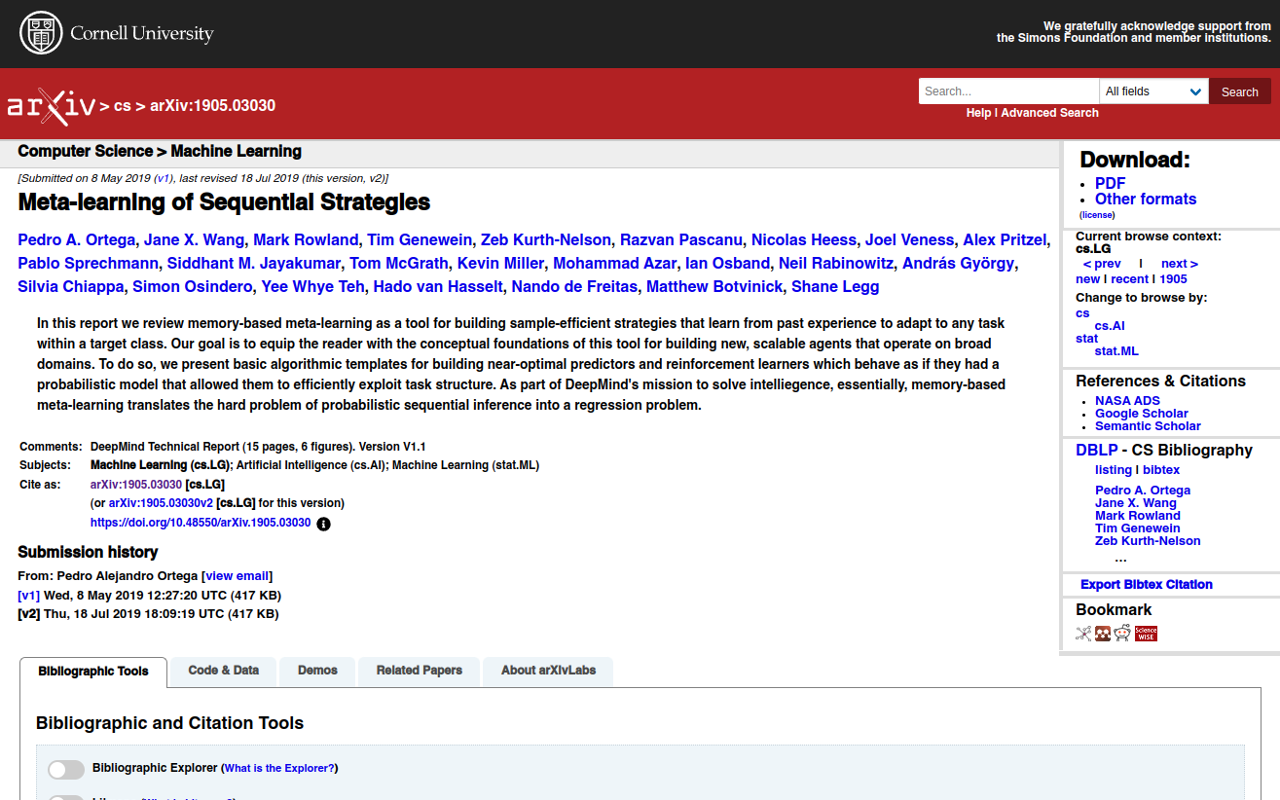 Cornell University
We gratefully acknowledge support from
the Simons Foundation and member institutions.
arXiv > cs > arXiv:1905.03030
Search...
All fields
Search
Help | Advanced Search
Computer Science > Machine Learning
[Submitted on 8 May 2019 (v1), last revised 18 Jul 2019 (this version, v2)]
Meta-learning of Sequential Strategies
Pedro A. Ortega, Jane X. Wang, Mark Rowland, Tim Genewein, Zeb Kurth-Nelson, Razvan Pascanu, Nicolas Heess, Joel Veness, Alex Pritzel,
Pablo Sprechmann, Siddhant M. Jayakumar, Tom McGrath, Kevin Miller, Mohammad Azar, Ian Osband, Neil Rabinowitz, András György,
Silvia Chiappa, Simon Osindero, Yee Whye Teh, Hado van Hasselt, Nando de Freitas, Matthew Botvinick, Shane Legg
In this report we review memory-based meta-learning as a tool for building sample-efficient strategies that learn from past experience to adapt to any task
within a target class. Our goal is to equip the reader with the conceptual foundations of this tool for building new, scalable agents that operate on broad
domains. To do so, we present basic algorithmic templates for building near-optimal predictors and reinforcement learners which behave as if they had a
probabilistic model that allowed them to efficiently exploit task structure. As part of DeepMind's mission to solve intelliegence, essentially, memory-based
meta-learning translates the hard problem of probabilistic sequential inference into a regression problem.
Comments: DeepMind Technical Report (15 pages, 6 figures). Version V1.1
Subjects: Machine Learning (cs.LG); Artificial Intelligence (cs.AI); Machine Learning (stat.ML)
Cite as: arXiv:1905.03030 [cs.LG]
(or arXiv:1905.03030v2 [cs.LG] for this version)
https://doi.org/10.48550/arXiv.1905.03030
Submission history
From: Pedro Alejandro Ortega [view email]
[v1] Wed, 8 May 2019 12:27:20 UTC (417 KB)
[v2] Thu, 18 Jul 2019 18:09:19 UTC (417 KB)
Download:
PDF
Other formats
(license)
Current browse context:
cs.LG
< prev | next >
new | recent | 1905
Change to browse by:
cs
cs.AI
stat
stat.ML
References & Citations
NASA ADS
Google Scholar
Semantic Scholar
DBLP - CS Bibliography
listing | bibtex
Pedro A. Ortega
Jane X. Wang
Mark Rowland
Tim Genewein
Zeb Kurth-Nelson
...
Export Bibtex Citation
Bookmark
Science WISE
Bibliographic Tools
Code & Data
Demos
Related Papers
About arXivLabs
Bibliographic and Citation Tools
Bibliographic Explorer (What is the Explorer?)